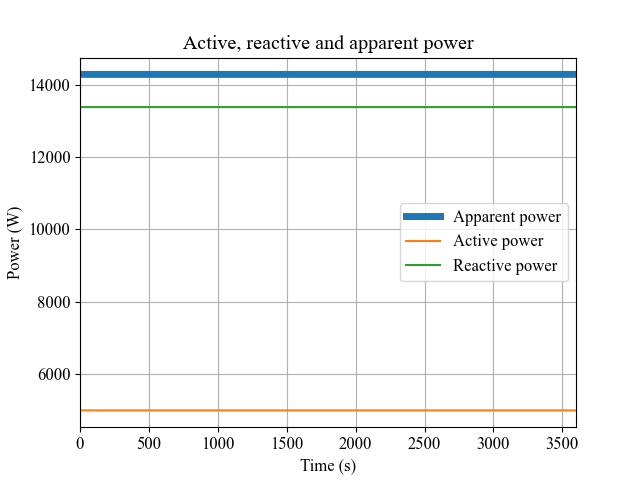 Active, reactive and apparent power
14000
12000
10000
8000
6000
Power (W)
Apparent power
Active power
Reactive power
0 500 1000 1500 2000 2500 3000 3500
Time (s)